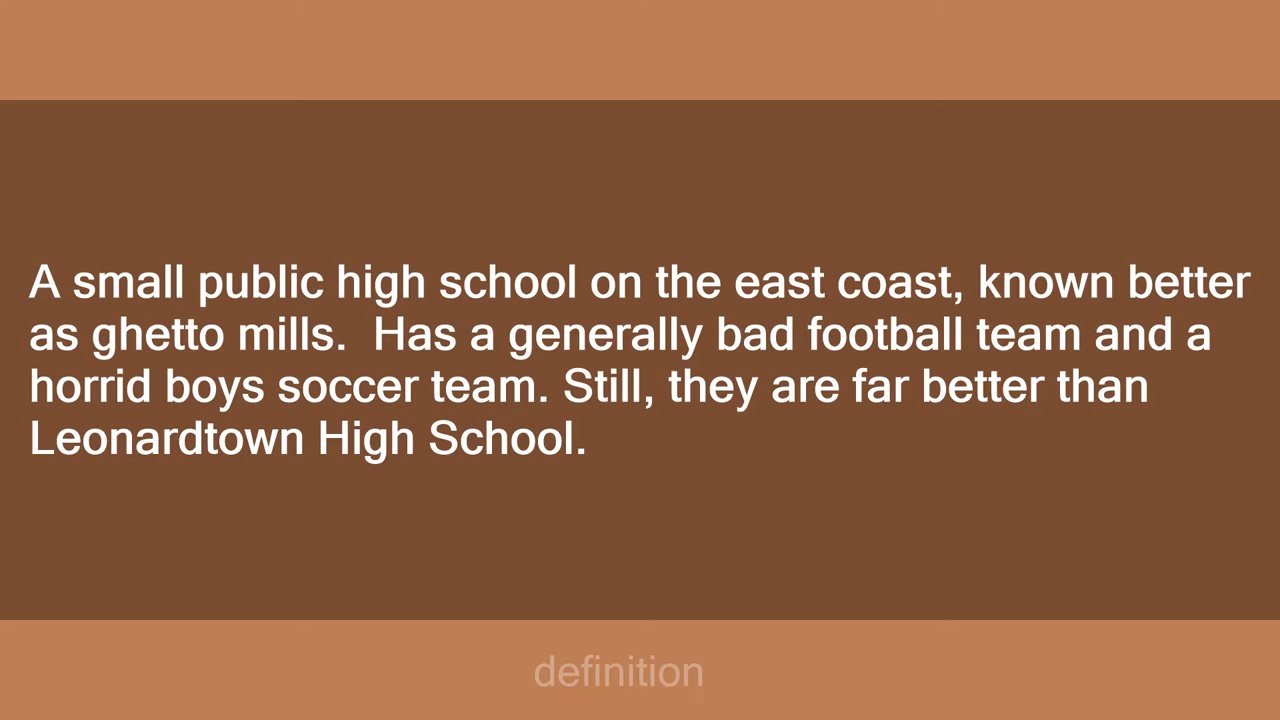 A small public high school on the east coast, known better
as ghetto mills.  Has a generally bad football team and a
horrid boys soccer team. Still, they are far better than
Leonardtown High School.
definition